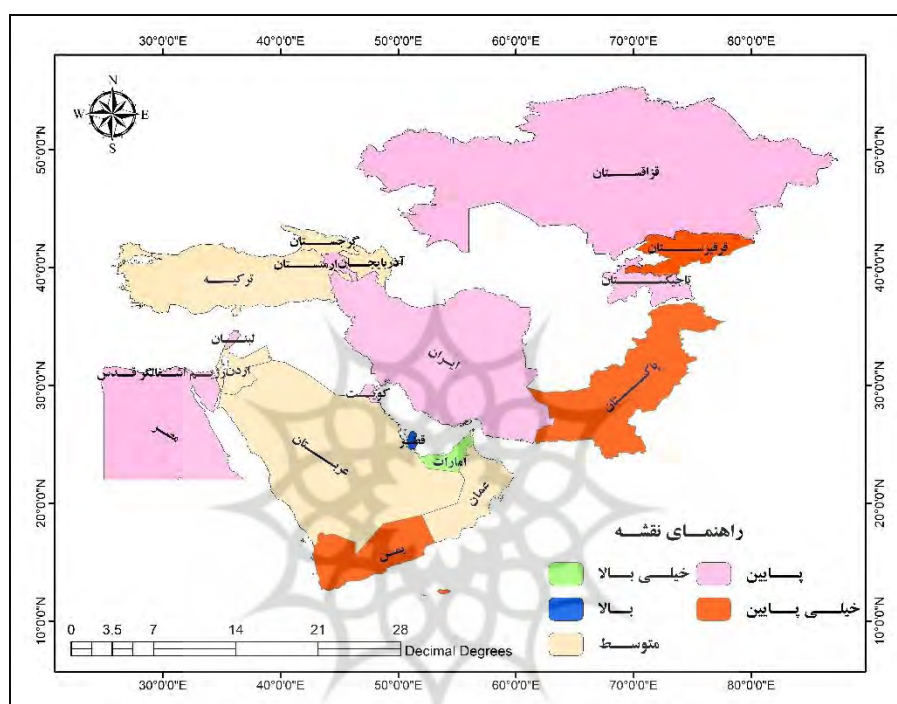 30°0'0"E 40°0'0"E 50°0'0"E 60°0'0"E 70°0'0"E 80°0'0"E
N
W E
S
50°0'0"N 50°0'0"N
قزاقستان
گرجستان
قرقیزستان
40°0'0"N 40°0'0"N
آذربایجان
ارمنستان
ترکیه
تاجیکستان
لبنان
ایران
اردن
رژیم اشغالگر قدس
پاکستان
30°0'0"N 30°0'0"N
کویت
مصر
قطر
امارات
عربستان
عمان
20°0'0"N 20°0'0"N
یمن
راهنمای نقشه
پایین
خیلی بالا
خیلی پایین
بالا
متوسط
10°0'0"N 10°0'0"N
0 3.5 7 14 21 28
Decimal Degrees
30°0'0"E 40°0'0"E 50°0'0"E 60°0'0"E 70°0'0"E 80°0'0"E